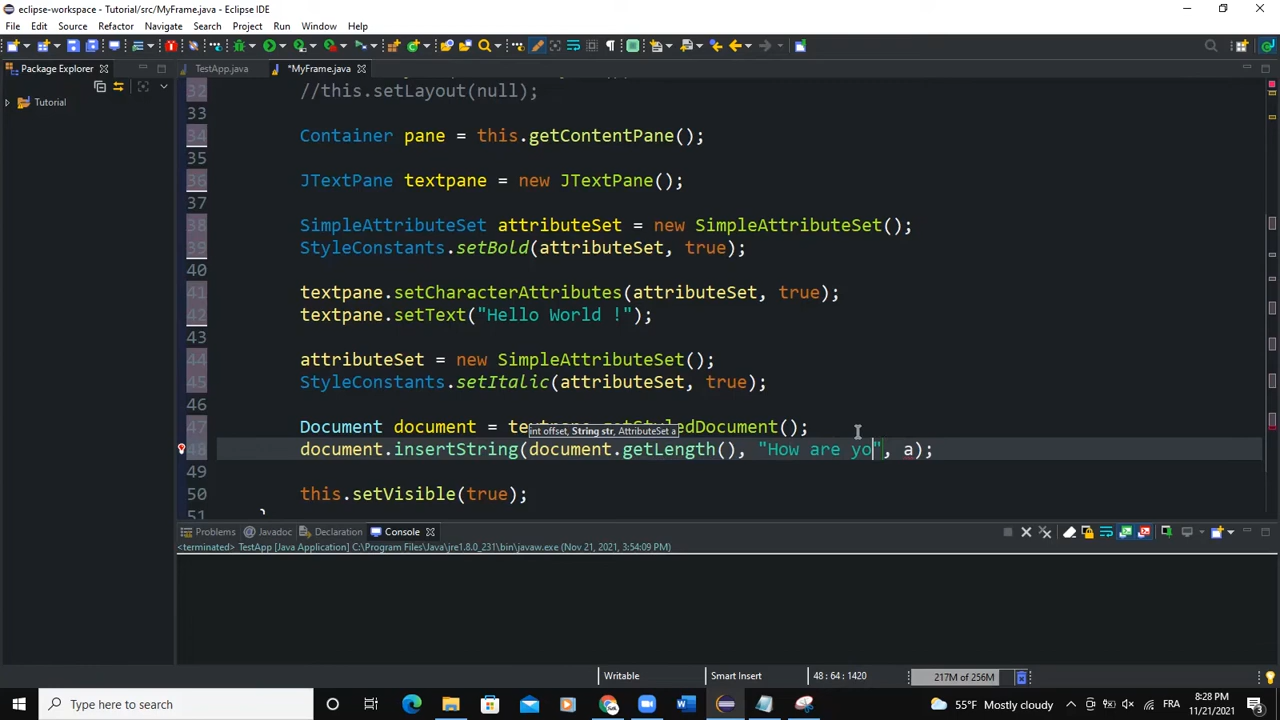 eclipse-workspace - Tutorial/src/MyFrame.java - Eclipse IDE
File Edit Source Refactor Navigate Search Project Run Window Help
Package Explorer
TestApp.java
*MyFrame.java
Tutorial
32 //this.setLayout(null);
33
34 Container pane = this.getContentPane();
35
36 JTextPane textpane = new JTextPane();
37
38 SimpleAttributeSet attributeSet = new SimpleAttributeSet();
39 StyleConstants.setBold(attributeSet, true);
40
41 textpane.setCharacterAttributes(attributeSet, true);
42 textpane.setText("Hello World !");
43
44 attributeSet = new SimpleAttributeSet();
45 StyleConstants.setItalic(attributeSet, true);
46
47 Document document = textpane.getStyledDocument();
int offset, String str, AttributeSet a
48 document.insertString(document.getLength(), "How are yo", a);
50 this.setVisible(true);
51 }
Problems Javadoc Declaration Console
<terminated> TestApp [Java Application] C:\Program Files\Java\jre1.8.0_231\bin\javaw.exe (Nov 21, 2021, 3:54:09 PM)
Writable Smart Insert 48 : 64 : 1420 217M of 256M
Type here to search
55°F Mostly cloudy
FRA
8:28 PM
11/21/2021